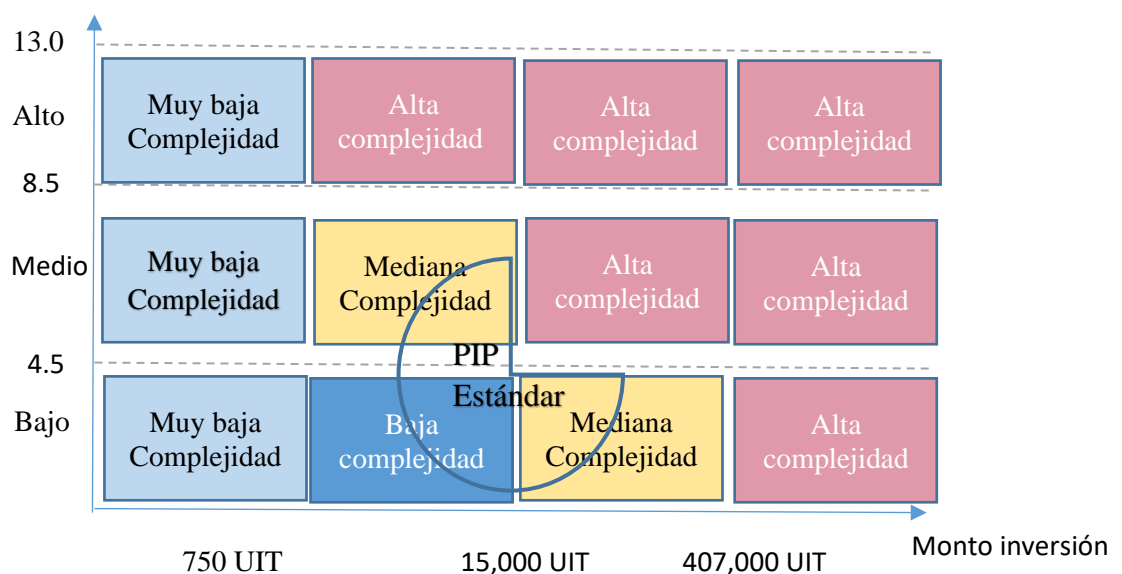 13.0
Alto
Muy baja
Complejidad
Alta
complejidad
Alta
complejidad
Alta
complejidad
8.5
Medio
Muy baja
Complejidad
Mediana
Complejidad
Alta
complejidad
Alta
complejidad
PIP
Estándar
4.5
Bajo
Muy baja
Complejidad
Baja
complejidad
Mediana
Complejidad
Alta
complejidad
750 UIT
15,000 UIT
407,000 UIT
Monto inversión